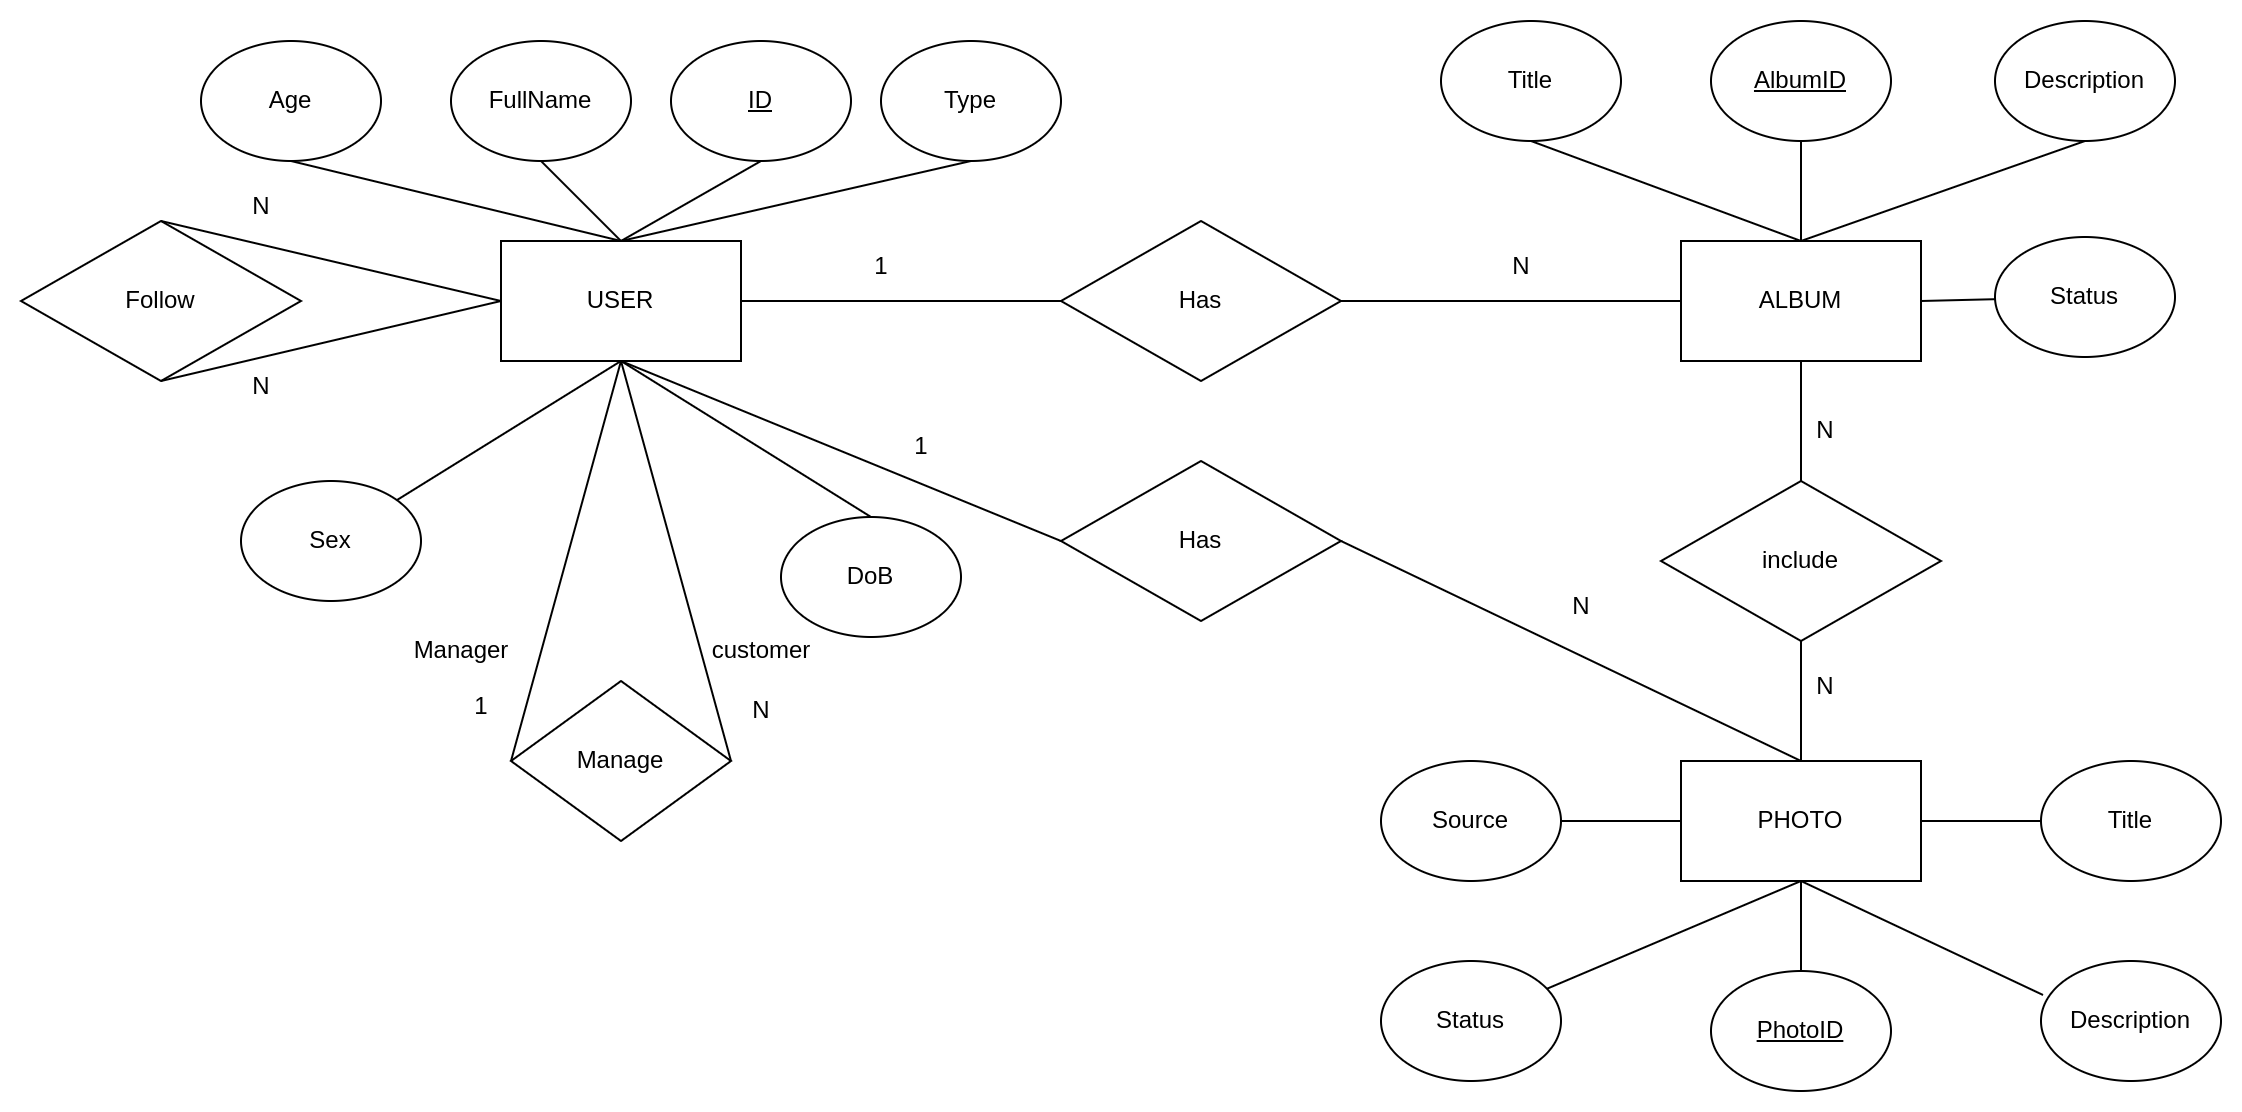 Title
AlbumID
Description
Age
FullName
ID
Type
N
Follow
USER
1
Has
N
ALBUM
Status
N
1
N
Sex
Has
DoB
include
N
Manager
customer
1
N
N
Manage
Source
PHOTO
Title
Status
PhotoID
Description